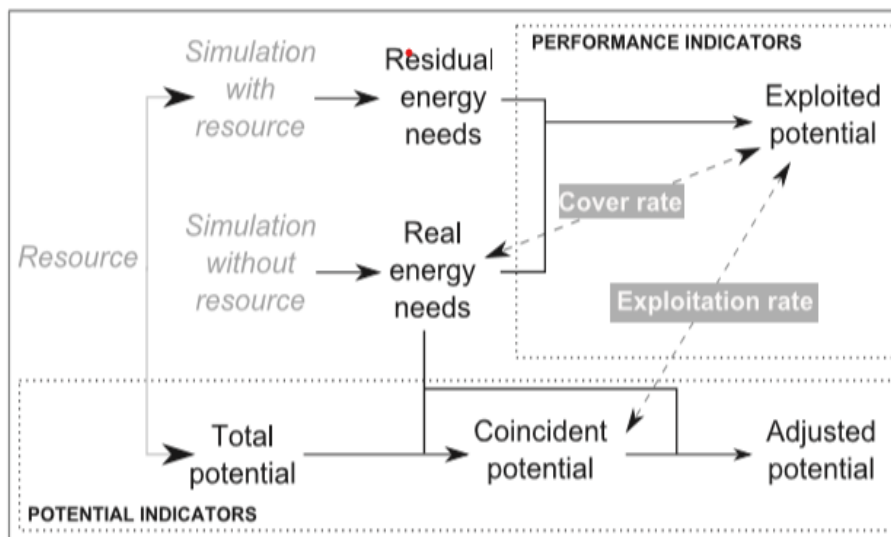 PERFORMANCE INDICATORS
Simulation
with
resource
Residual
energy
needs
Exploited
potential
Cover rate
Resource
Simulation
without
resource
Real
energy
needs
Exploitation rate
Total
potential
Coincident
potential
Adjusted
potential
POTENTIAL INDICATORS